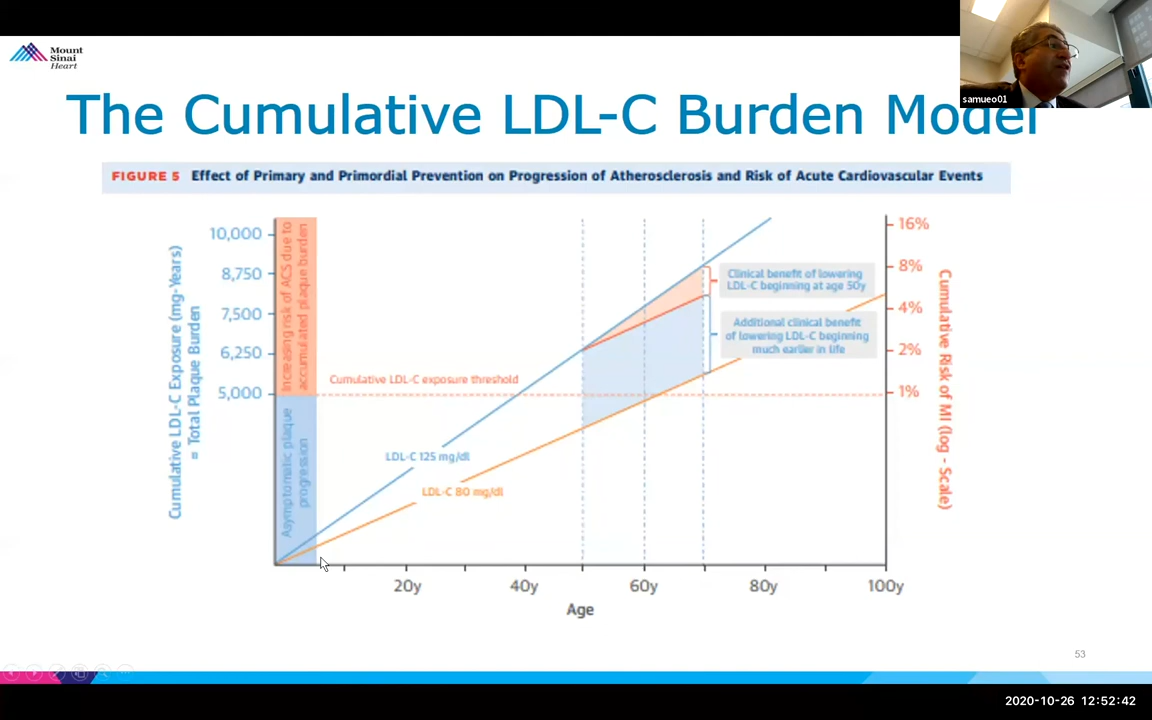 Mount
Sinai
Heart
samueo01
The Cumulative LDL-C Burden Model
FIGURE 5 Effect of Primary and Primordial Prevention on Progression of Atherosclerosis and Risk of Acute Cardiovascular Events
Cumulative LDL-C Exposure (mg-Years)
= Total Plaque Burden
10,000
8,750
7,500
6,250
5,000
Increasing risk of ACS due to
accumulated plaque burden
Asymptomatic plaque
progression
Cumulative LDL-C exposure threshold
LDL-C 125 mg/dl
LDL-C 80 mg/dl
Clinical benefit of lowering
LDL-C beginning at age 50y
Additional clinical benefit
of lowering LDL-C beginning
much earlier in life
16%
8%
4%
2%
1%
Cumulative Risk of MI (log - Scale)
20y
40y
60y
80y
100y
Age
53
2020-10-26 12:52:42